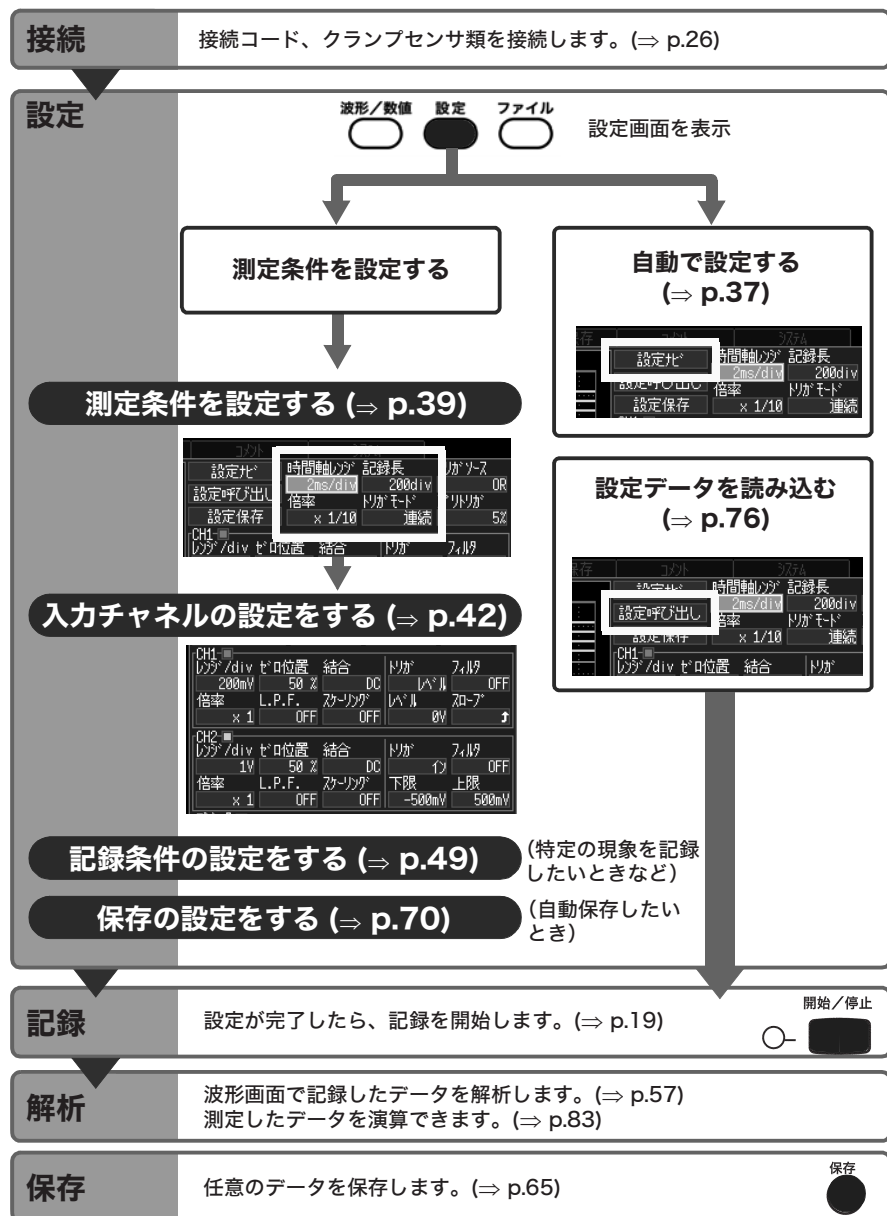 接続
接続コード、クランプセンサ類を接続します。(⇒ p.26)
設定
波形／数値 設定 ファイル
設定画面を表示
測定条件を設定する
自動で設定する
(⇒ p.37)
設定ナビ 時間軸レンジ 記録長
2ms/div 200div
設定呼び出し 倍率 トリガモード
設定保存 × 1/10 連続
測定条件を設定する (⇒ p.39)
コメント システム
設定ナビ 時間軸レンジ 記録長 リガソース
2ms/div 200div OR
設定呼び出し 倍率 トリガモード プリトリガ
設定保存 × 1/10 連続 5%
CH1
レンジ/div ゼロ位置 結合 トリガ フィルタ
設定データを読み込む
(⇒ p.76)
保存 コメント システム
設定ナビ 時間軸レンジ 記録長
2ms/div 200div
設定呼び出し 倍率 トリガモード
設定保存 × 1/10 連続
CH1
レンジ/div ゼロ位置 結合 トリガ
入力チャネルの設定をする (⇒ p.42)
CH1
レンジ/div ゼロ位置 結合 トリガ フィルタ
200mV 50 % DC レベル OFF
倍率 L.P.F. スケーリング レベル スロープ
× 1 OFF OFF 0V
CH2
レンジ/div ゼロ位置 結合 トリガ フィルタ
1V 50 % DC イン OFF
倍率 L.P.F. スケーリング 下限 上限
× 1 OFF OFF -500mV 500mV
記録条件の設定をする (⇒ p.49)
(特定の現象を記録
したいときなど)
保存の設定をする (⇒ p.70)
(自動保存したい
とき)
記録
設定が完了したら、記録を開始します。(⇒ p.19)
開始／停止
解析
波形画面で記録したデータを解析します。(⇒ p.57)
測定したデータを演算できます。(⇒ p.83)
保存
任意のデータを保存します。(⇒ p.65)
保存